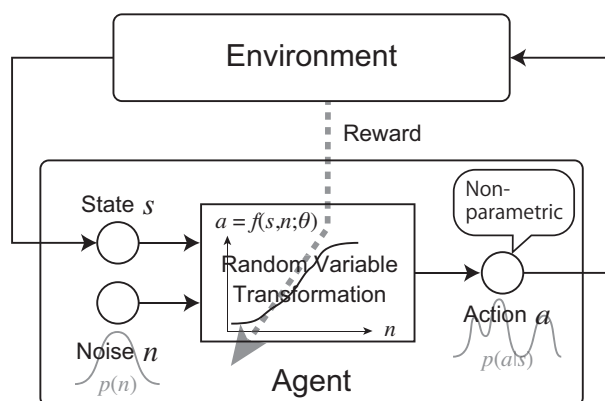 Environment
Reward
State s
Non-
parametric
a = f(s,n;θ)
Random Variable
Transformation
n
Noise n
p(n)
Action a
p(a|s)
Agent